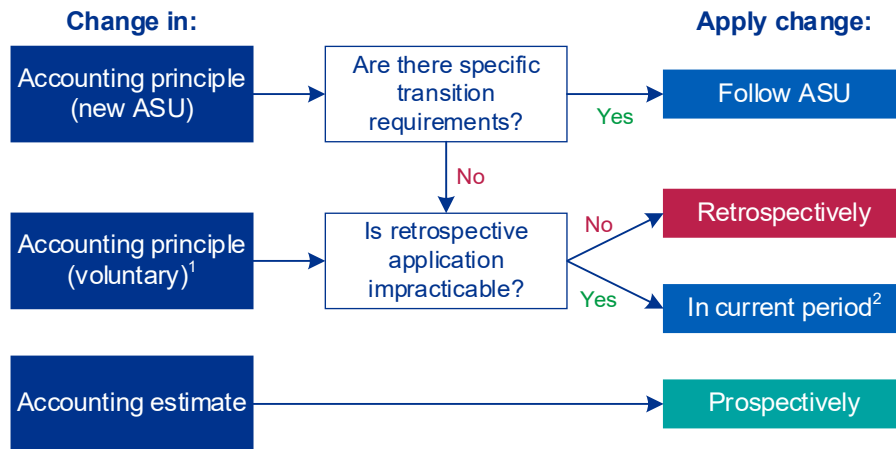 Change in:
Apply change:
Accounting principle
(new ASU)
Are there specific
transition
requirements?
Yes
Follow ASU
No
Accounting principle
(voluntary)1
Is retrospective
application
impracticable?
No
Retrospectively
Yes
In current period2
Accounting estimate
Prospectively